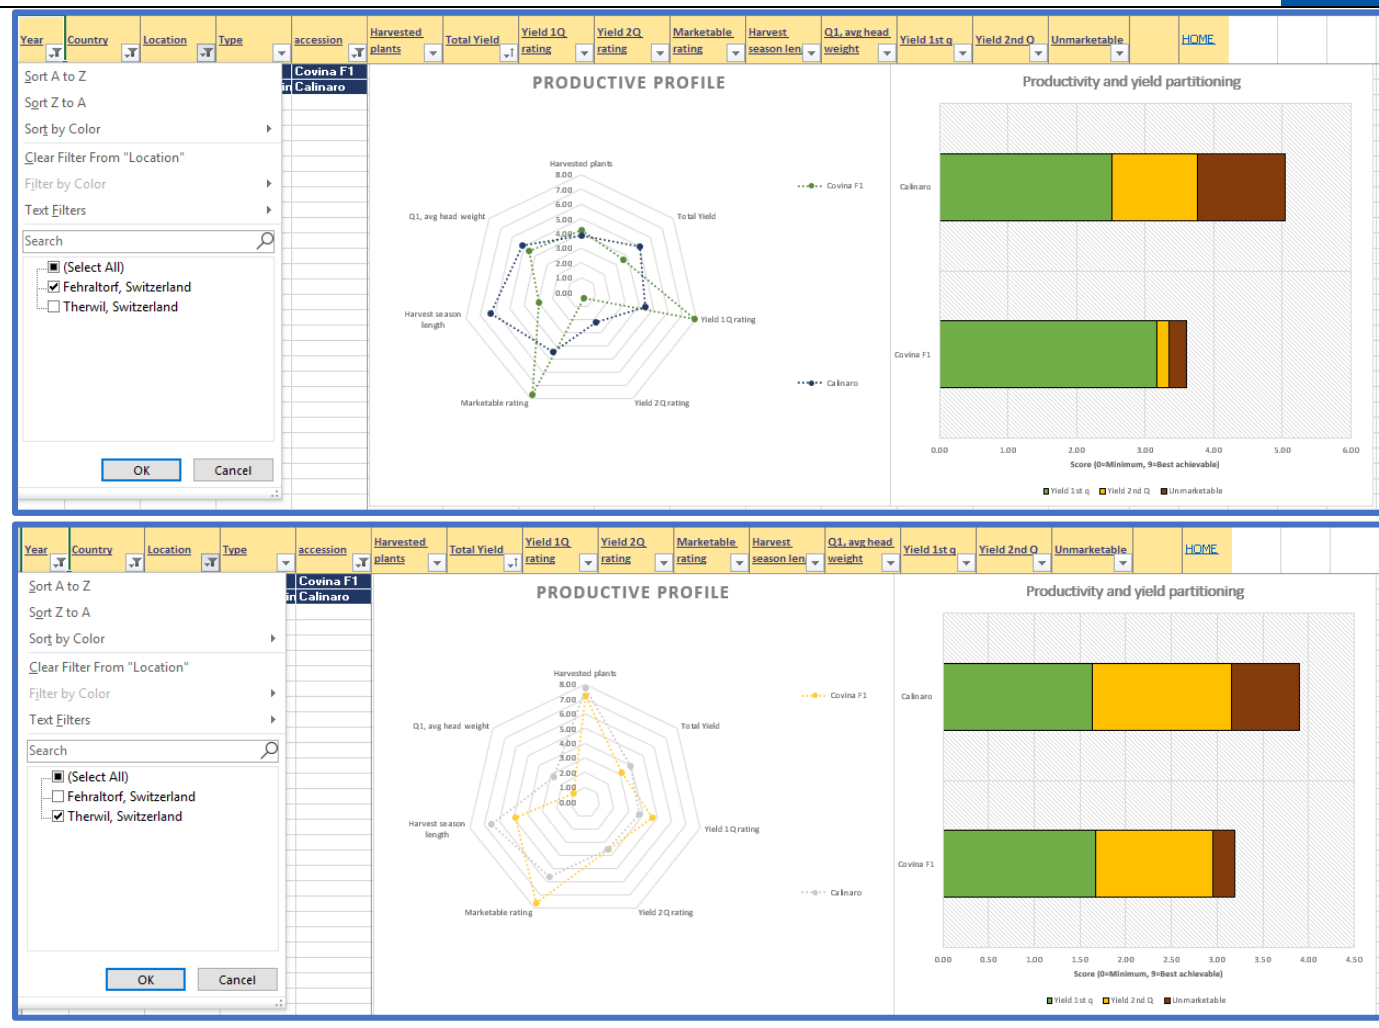 Year Country Location Type accession Harvested plants Total Yield Yield 1Q rating Yield 2Q rating Marketable rating Harvest season len Q1, avg head weight Yield 1st q Yield 2nd Q Unmarketable HOME
Sort A to Z
Sort Z to A
Sort by Color
Clear Filter From "Location"
Filter by Color
Text Filters
Search
(Select All)
Fehraltorf, Switzerland
Therwil, Switzerland
OK Cancel
Covina F1
in Calinaro
PRODUCTIVE PROFILE
Harvested plants
8.00
7.00
6.00
5.00
4.00
3.00
2.00
1.00
0.00
Total Yield
Yield 1Q rating
Yield 2Q rating
Marketable rating
Harvest season
length
Q1, avg head weight
Covina F1
Calinaro
Productivity and yield partitioning
Calinaro
Covina F1
0.00 1.00 2.00 3.00 4.00 5.00 6.00
Score (0=Minimum, 9=Best achievable)
Yield 1st q Yield 2nd Q Unmarketable
Year Country Location Type accession Harvested plants Total Yield Yield 1Q rating Yield 2Q rating Marketable rating Harvest season len Q1, avg head weight Yield 1st q Yield 2nd Q Unmarketable HOME
Sort A to Z
Sort Z to A
Sort by Color
Clear Filter From "Location"
Filter by Color
Text Filters
Search
(Select All)
Fehraltorf, Switzerland
Therwil, Switzerland
OK Cancel
Covina F1
in Calinaro
PRODUCTIVE PROFILE
Harvested plants
8.00
7.00
6.00
5.00
4.00
3.00
2.00
1.00
0.00
Total Yield
Yield 1Q rating
Yield 2Q rating
Marketable rating
Harvest season
length
Q1, avg head weight
Covina F1
Calinaro
Productivity and yield partitioning
Calinaro
Covina F1
0.00 0.50 1.00 1.50 2.00 2.50 3.00 3.50 4.00 4.50
Score (0=Minimum, 9=Best achievable)
Yield 1st q Yield 2nd Q Unmarketable